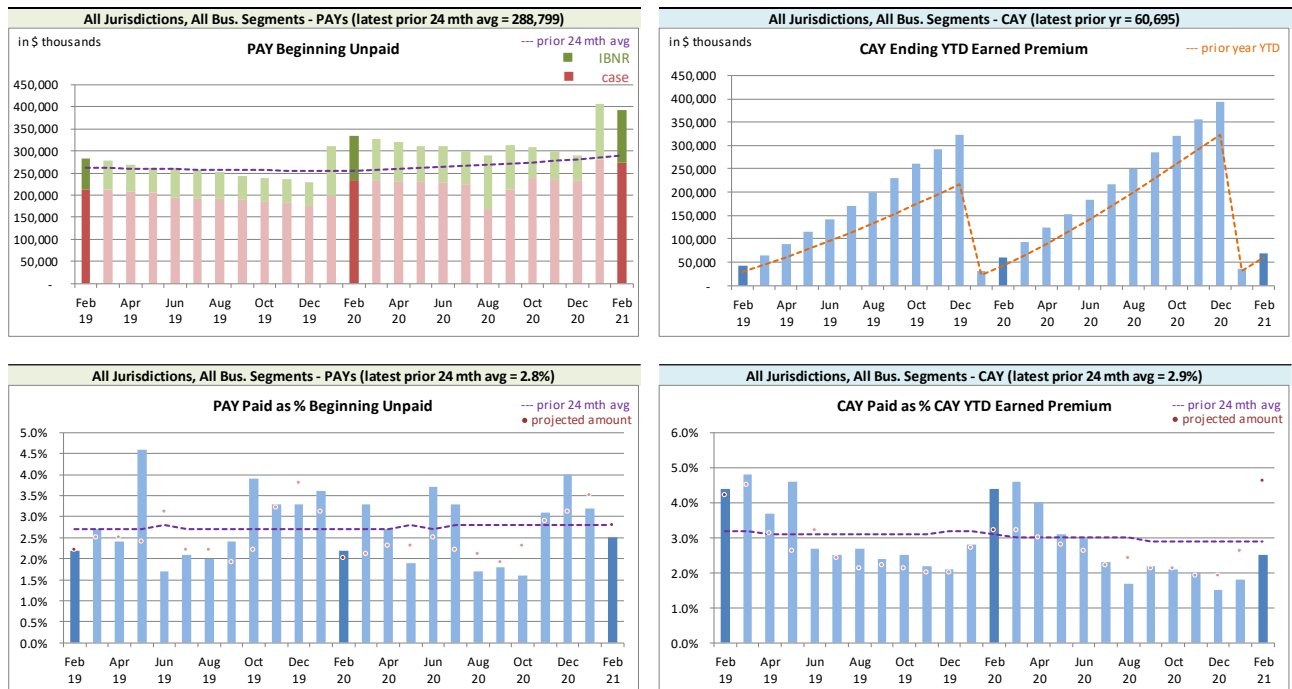 All Jurisdictions, All Bus. Segments - PAYs (latest prior 24 mth avg = 288,799)
in $ thousands
PAY Beginning Unpaid
--- prior 24 mth avg
IBNR
case
450,000
400,000
350,000
300,000
250,000
200,000
150,000
100,000
50,000
-
Feb Apr Jun Aug Oct Dec Feb Apr Jun Aug Oct Dec Feb
19 19 19 19 19 19 20 20 20 20 20 20 21
All Jurisdictions, All Bus. Segments - CAY (latest prior yr = 60,695)
in $ thousands
CAY Ending YTD Earned Premium
--- prior year YTD
450,000
400,000
350,000
300,000
250,000
200,000
150,000
100,000
50,000
-
Feb Apr Jun Aug Oct Dec Feb Apr Jun Aug Oct Dec Feb
19 19 19 19 19 19 20 20 20 20 20 20 21
All Jurisdictions, All Bus. Segments - PAYs (latest prior 24 mth avg = 2.8%)
PAY Paid as % Beginning Unpaid
--- prior 24 mth avg
• projected amount
5.0%
4.5%
4.0%
3.5%
3.0%
2.5%
2.0%
1.5%
1.0%
0.5%
0.0%
Feb Apr Jun Aug Oct Dec Feb Apr Jun Aug Oct Dec Feb
19 19 19 19 19 19 20 20 20 20 20 20 21
All Jurisdictions, All Bus. Segments - CAY (latest prior 24 mth avg = 2.9%)
CAY Paid as % CAY YTD Earned Premium
--- prior 24 mth avg
• projected amount
6.0%
5.0%
4.0%
3.0%
2.0%
1.0%
0.0%
Feb Apr Jun Aug Oct Dec Feb Apr Jun Aug Oct Dec Feb
19 19 19 19 19 19 20 20 20 20 20 20 21